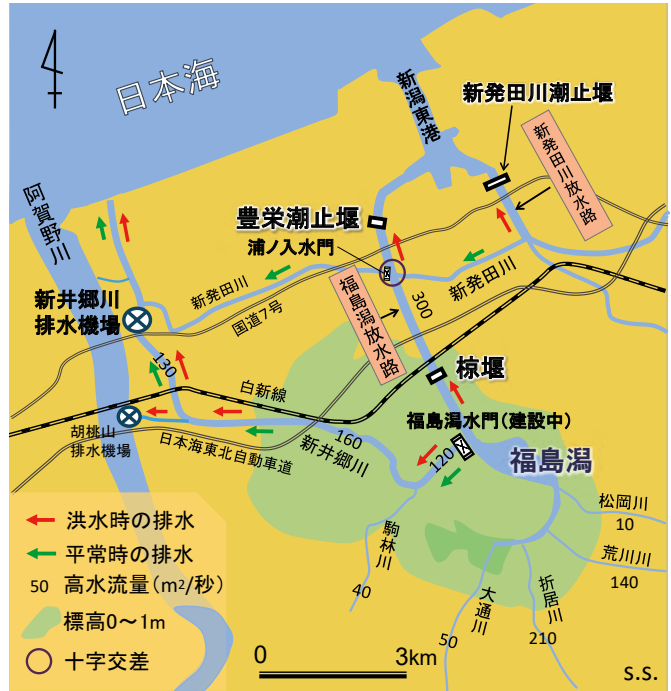 日本海
新潟東港
新発田川潮止堰
新発田川放水路
阿賀野川
豊栄潮止堰
浦ノ入水門
新井郷川
排水機場
新発田川
国道7号
福島潟放水路
300
新発田川
130
椋堰
白新線
福島潟水門(建設中)
胡桃山
排水機場
日本海東北自動車道
新井郷川
160
120
福島潟
松岡川
10
荒川川
140
駒林川
40
大通川
50
折居川
210
洪水時の排水
平常時の排水
50 高水流量(m2/秒)
標高0〜1m
十字交差
0 3km
S.S.